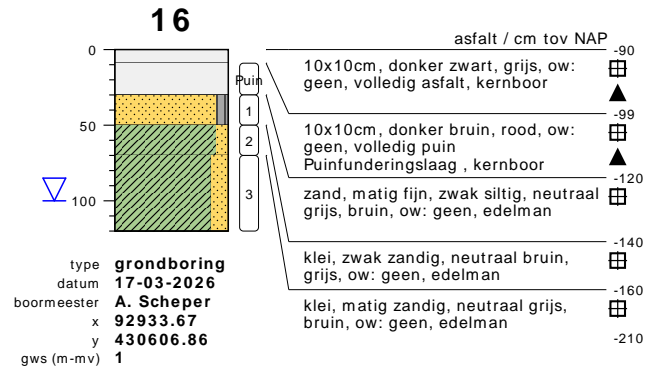 16
asfalt / cm tov NAP
0
-90
10x10cm, donker zwart, grijs, ow:
geen, volledig asfalt, kernboor
Puin
-99
1
10x10cm, donker bruin, rood, ow:
geen, volledig puin
Puinfunderingslaag , kernboor
50
2
-120
zand, matig fijn, zwak siltig, neutraal
grijs, bruin, ow: geen, edelman
100
3
-140
klei, zwak zandig, neutraal bruin,
grijs, ow: geen, edelman
-160
klei, matig zandig, neutraal grijs,
bruin, ow: geen, edelman
-210
type grondboring
datum 17-03-2026
boormeester A. Scheper
x 92933.67
y 430606.86
gws (m-mv) 1